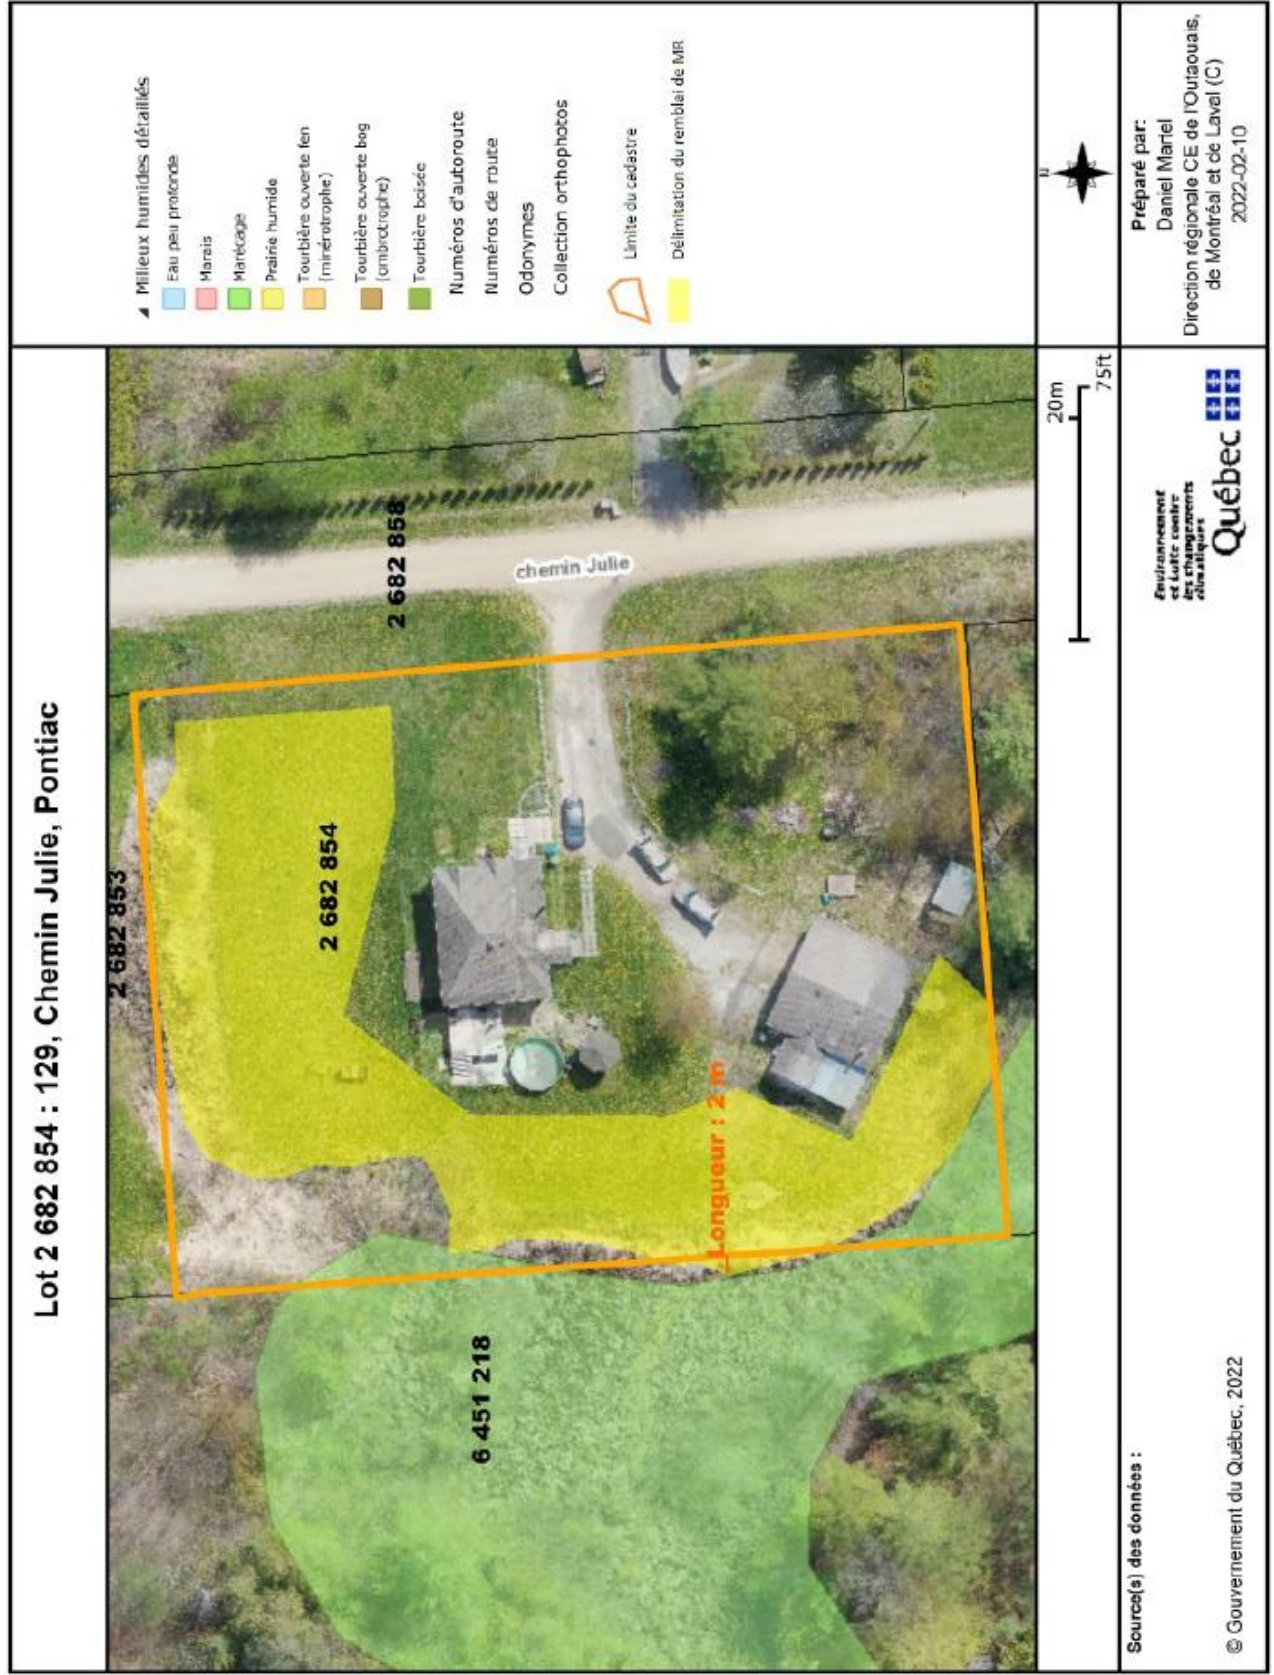 Lot 2 682 854 : 129, Chemin Julie, Pontiac
2 682 853
2 682 854
2 682 858
chemin Julie
Longueur : 2 m
6 451 218
Milieux humides détaillés
Eau peu profonde
Marais
Marécage
Prairie humide
Tourbière ouverte fen
(minérotrophe)
Tourbière ouverte bog
(ombrotrophe)
Tourbière boisée
Numéros d'autoroute
Numéros de route
Odonymes
Collection orthophotos
Limite du cadastre
Délimitation du remblai de MR
N
20m
75ft
Préparé par:
Daniel Martel
Direction régionale CE de l'Outaouais,
de Montréal et de Laval (C)
2022-02-10
Source(s) des données :
© Gouvernement du Québec, 2022
Environnement
et Lutte contre
les changements
climatiques
Québec